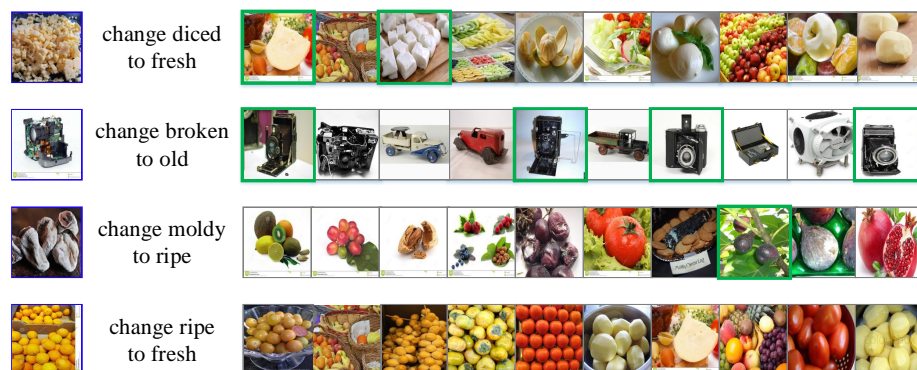 change diced
to fresh
change broken
to old
change moldy
to ripe
change ripe
to fresh